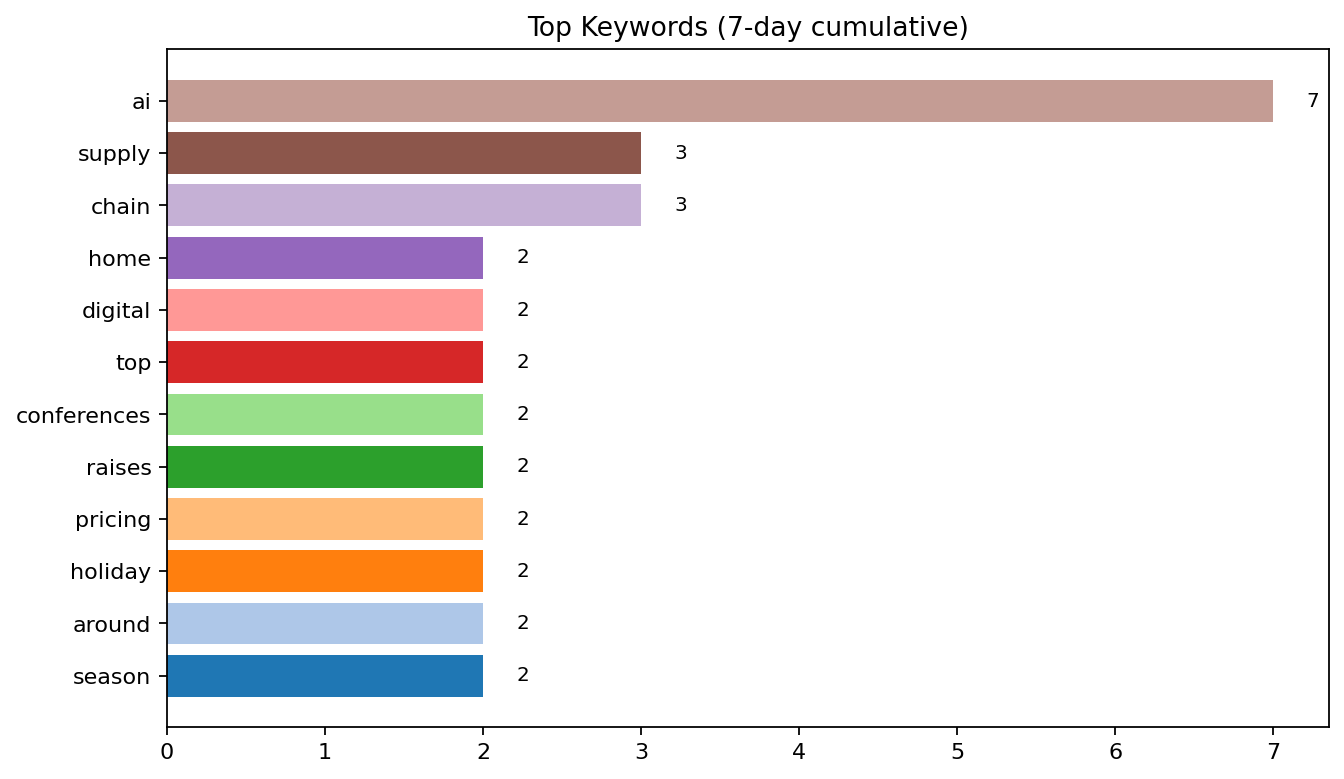 Top Keywords (7-day cumulative)
ai 7
supply 3
chain 3
home 2
digital 2
top 2
conferences 2
raises 2
pricing 2
holiday 2
around 2
season 2
0 1 2 3 4 5 6 7